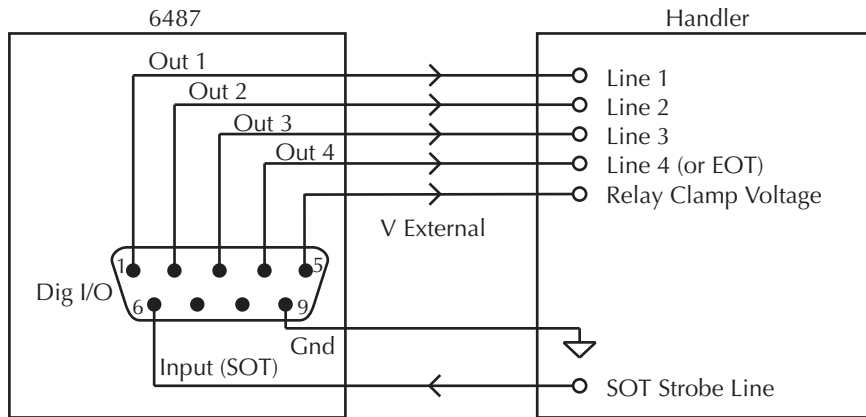 6487
Handler
Out 1
Line 1
Out 2
Line 2
Out 3
Line 3
Out 4
Line 4 (or EOT)
Relay Clamp Voltage
V External
1
5
Dig I/O
6
9
Gnd
Input (SOT)
SOT Strobe Line